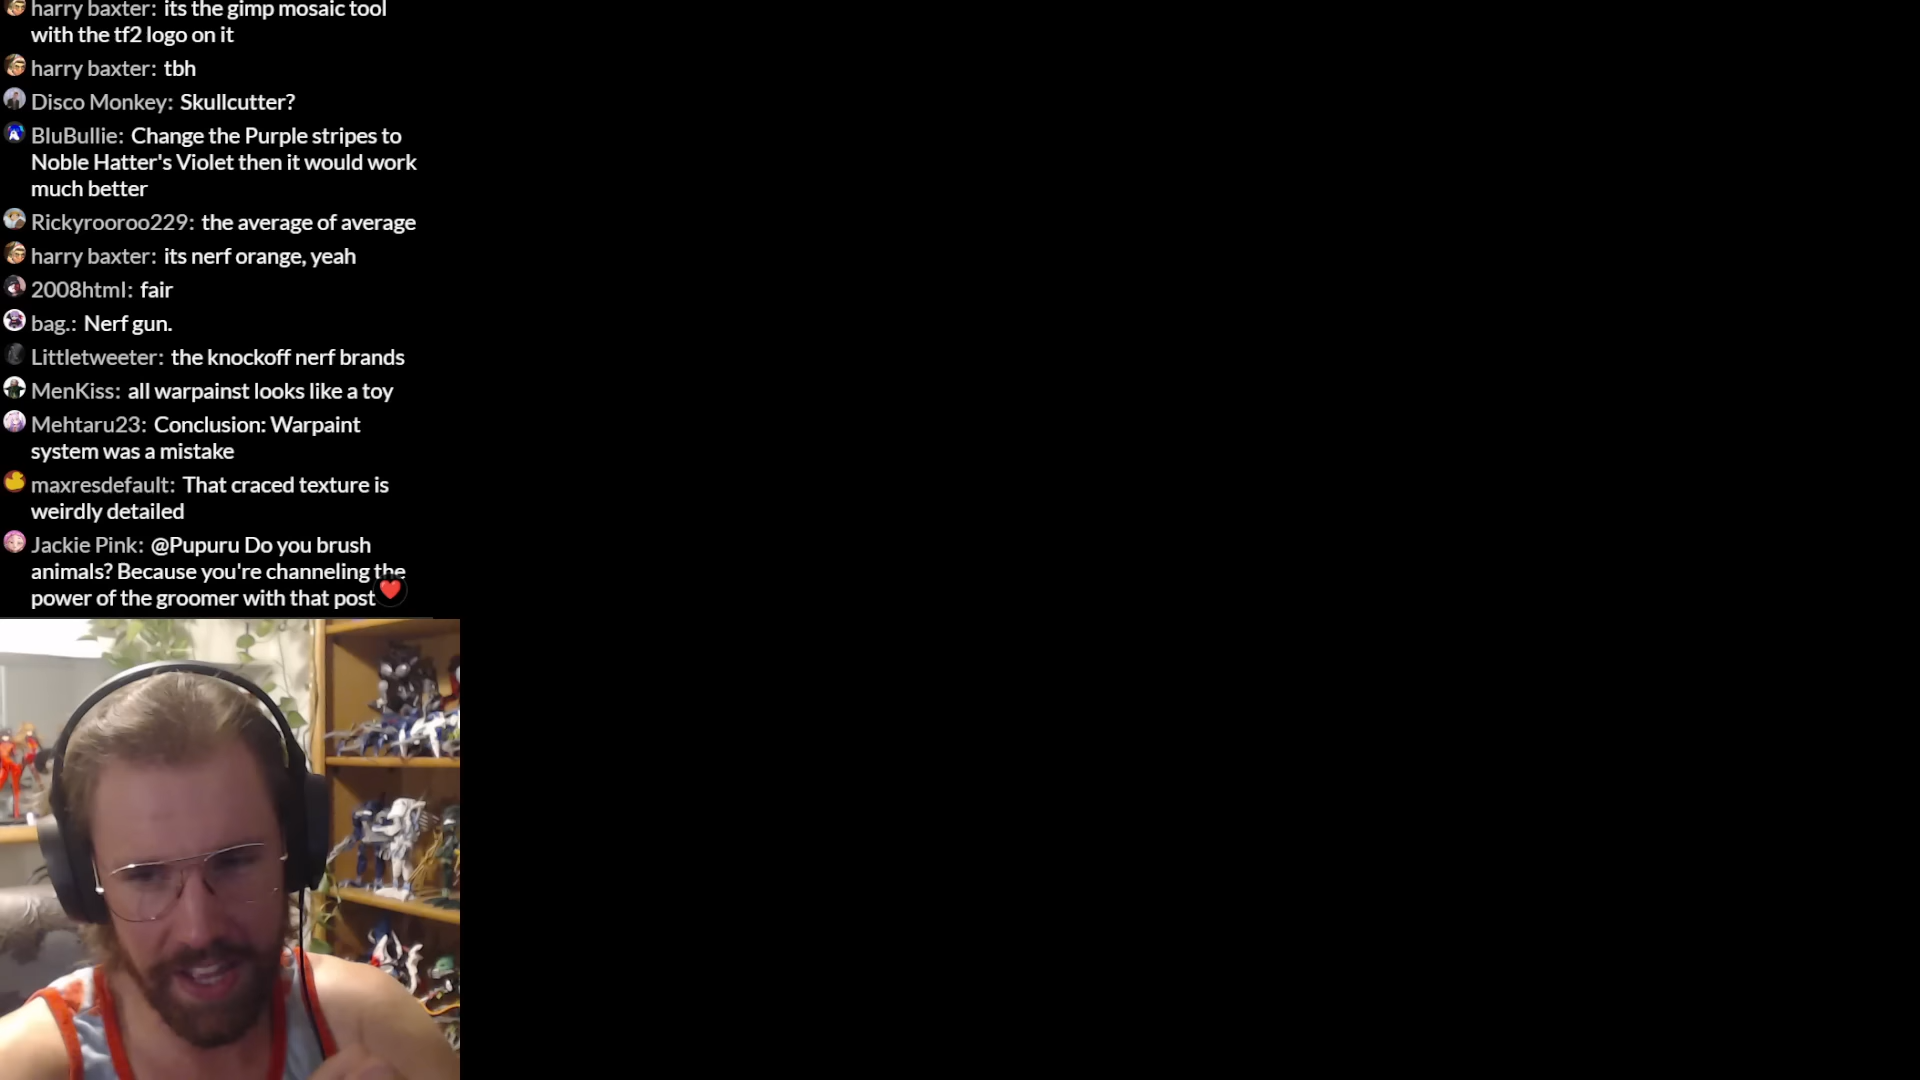 harry baxter: its the gimp mosaic tool
with the tf2 logo on it
harry baxter: tbh
Disco Monkey: Skullcutter?
BluBullie: Change the Purple stripes to
Noble Hatter's Violet then it would work
much better
Rickyrooroo229: the average of average
harry baxter: its nerf orange, yeah
2008html: fair
bag.: Nerf gun.
Littletweeter: the knockoff nerf brands
MenKiss: all warpainst looks like a toy
Mehtaru23: Conclusion: Warpaint
system was a mistake
maxresdefault: That craced texture is
weirdly detailed
Jackie Pink: @Pupuru Do you brush
animals? Because you're channeling the
power of the groomer with that post